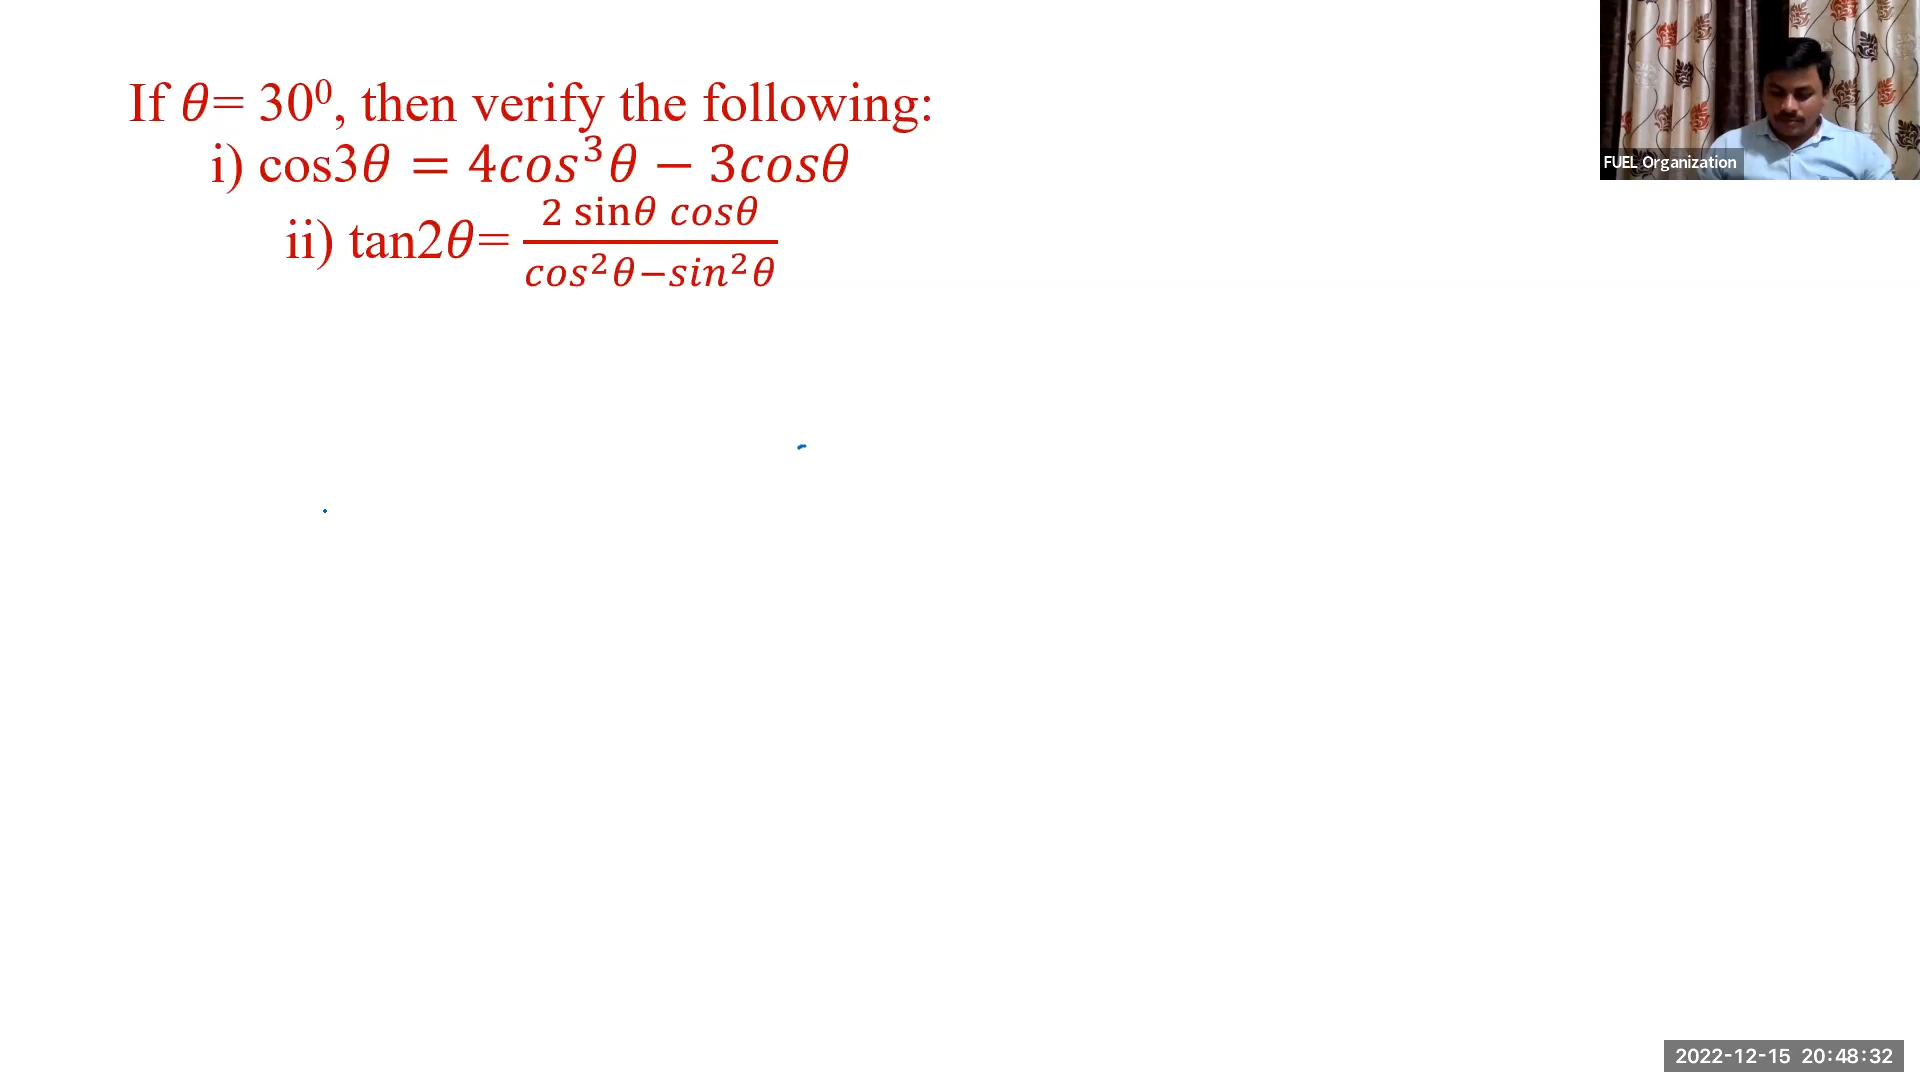 If 𝜃= 30⁰, then verify the following:
i) cos3𝜃 = 4𝑐𝑜𝑠³𝜃 − 3𝑐𝑜𝑠𝜃
ii) tan2𝜃= (2 sin𝜃 𝑐𝑜𝑠𝜃)/(𝑐𝑜𝑠²𝜃−𝑠𝑖𝑛²𝜃)
FUEL Organization
2022-12-15 20:48:32